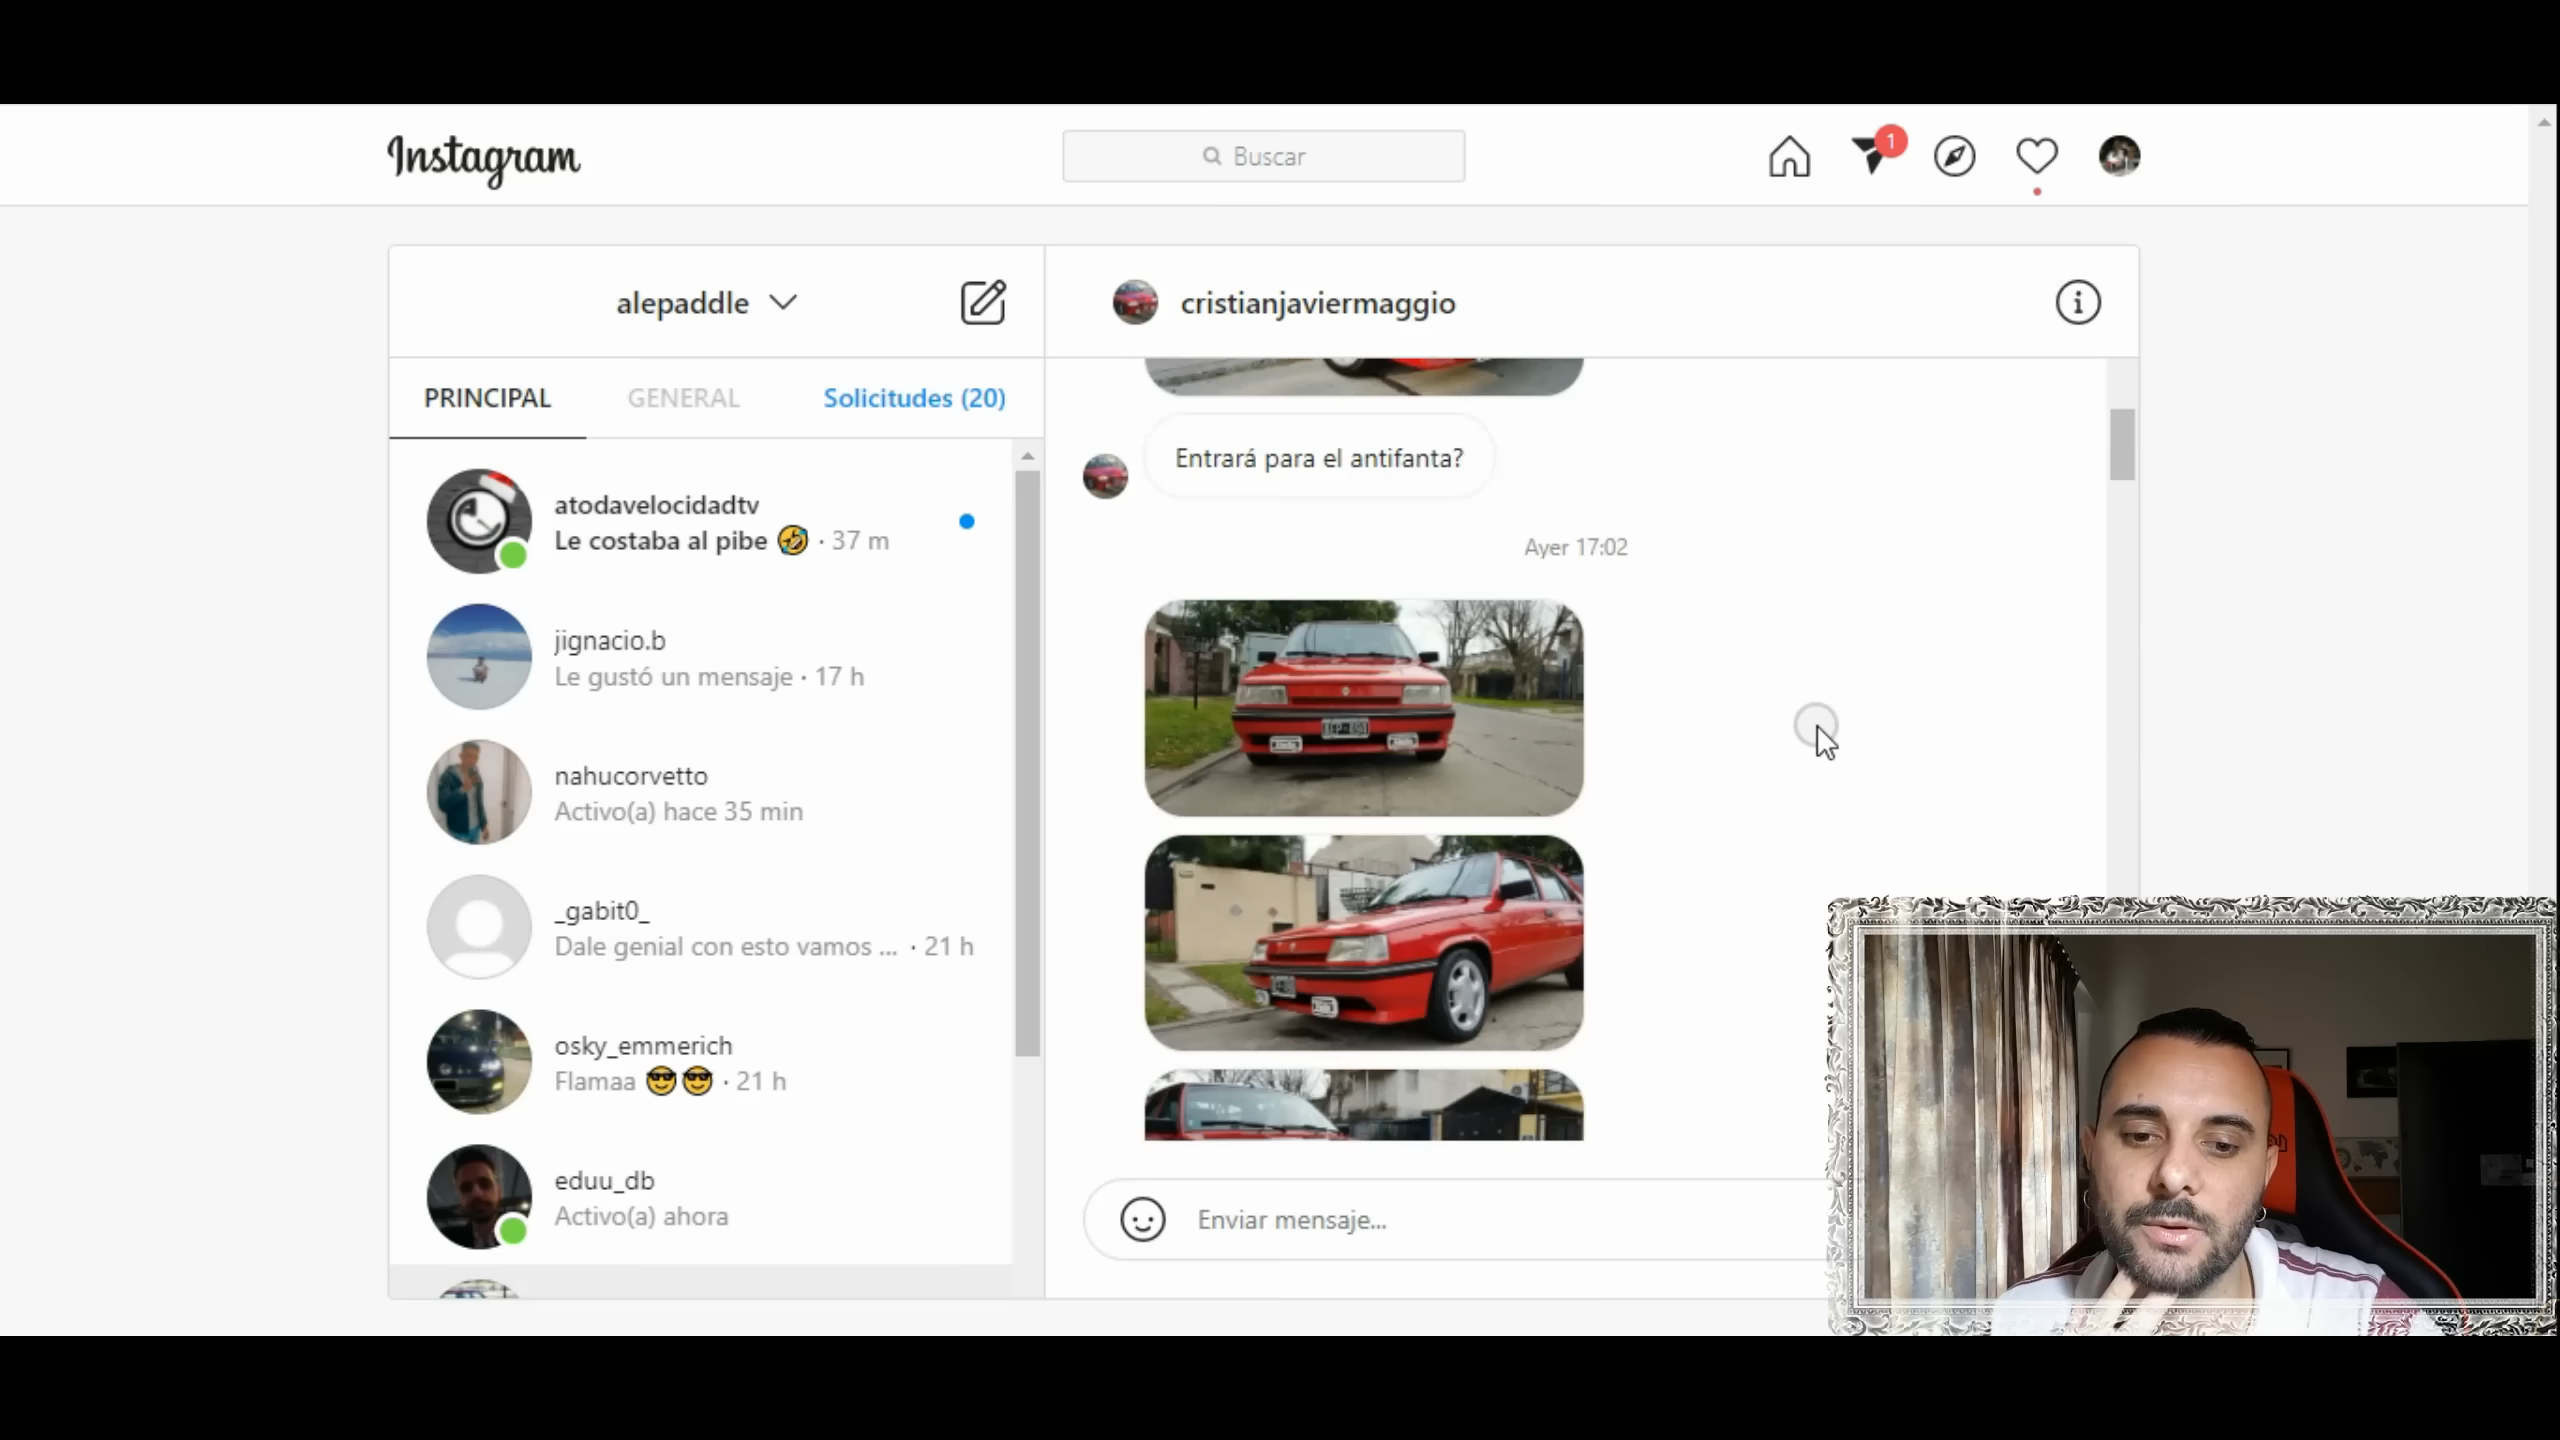 Instagram
Buscar
1
alepaddle
cristianjaviermaggio
PRINCIPAL
GENERAL
Solicitudes (20)
atodavelocidadtv
Le costaba al pibe 🤣 · 37 m
jignacio.b
Le gustó un mensaje · 17 h
nahucorvetto
Activo(a) hace 35 min
_gabit0_
Dale genial con esto vamos ... · 21 h
osky_emmerich
Flamaa 😎😎 · 21 h
eduu_db
Activo(a) ahora
Entrará para el antifanta?
Ayer 17:02
Enviar mensaje...